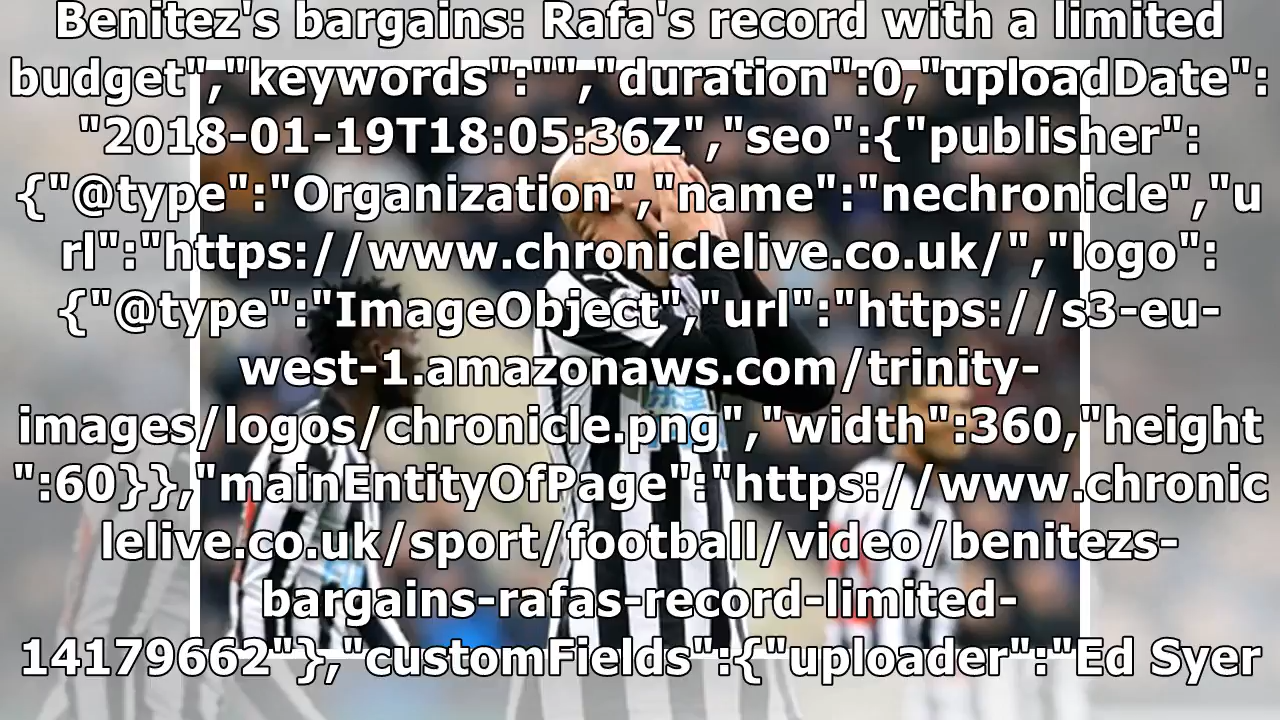 Benitez's bargains: Rafa's record with a limited
budget","keywords":"","duration":0,"uploadDate":
"2018-01-19T18:05:36Z","seo":{"publisher":
{"@type":"Organization","name":"nechronicle","u
rl":"https://www.chroniclelive.co.uk/","logo":
{"@type":"ImageObject","url":"https://s3-eu-
west-1.amazonaws.com/trinity-
images/logos/chronicle.png","width":360,"height
":60}},"mainEntityOfPage":"https://www.chronic
lelive.co.uk/sport/football/video/benitezs-
bargains-rafas-record-limited-
14179662"},"customFields":{"uploader":"Ed Syer